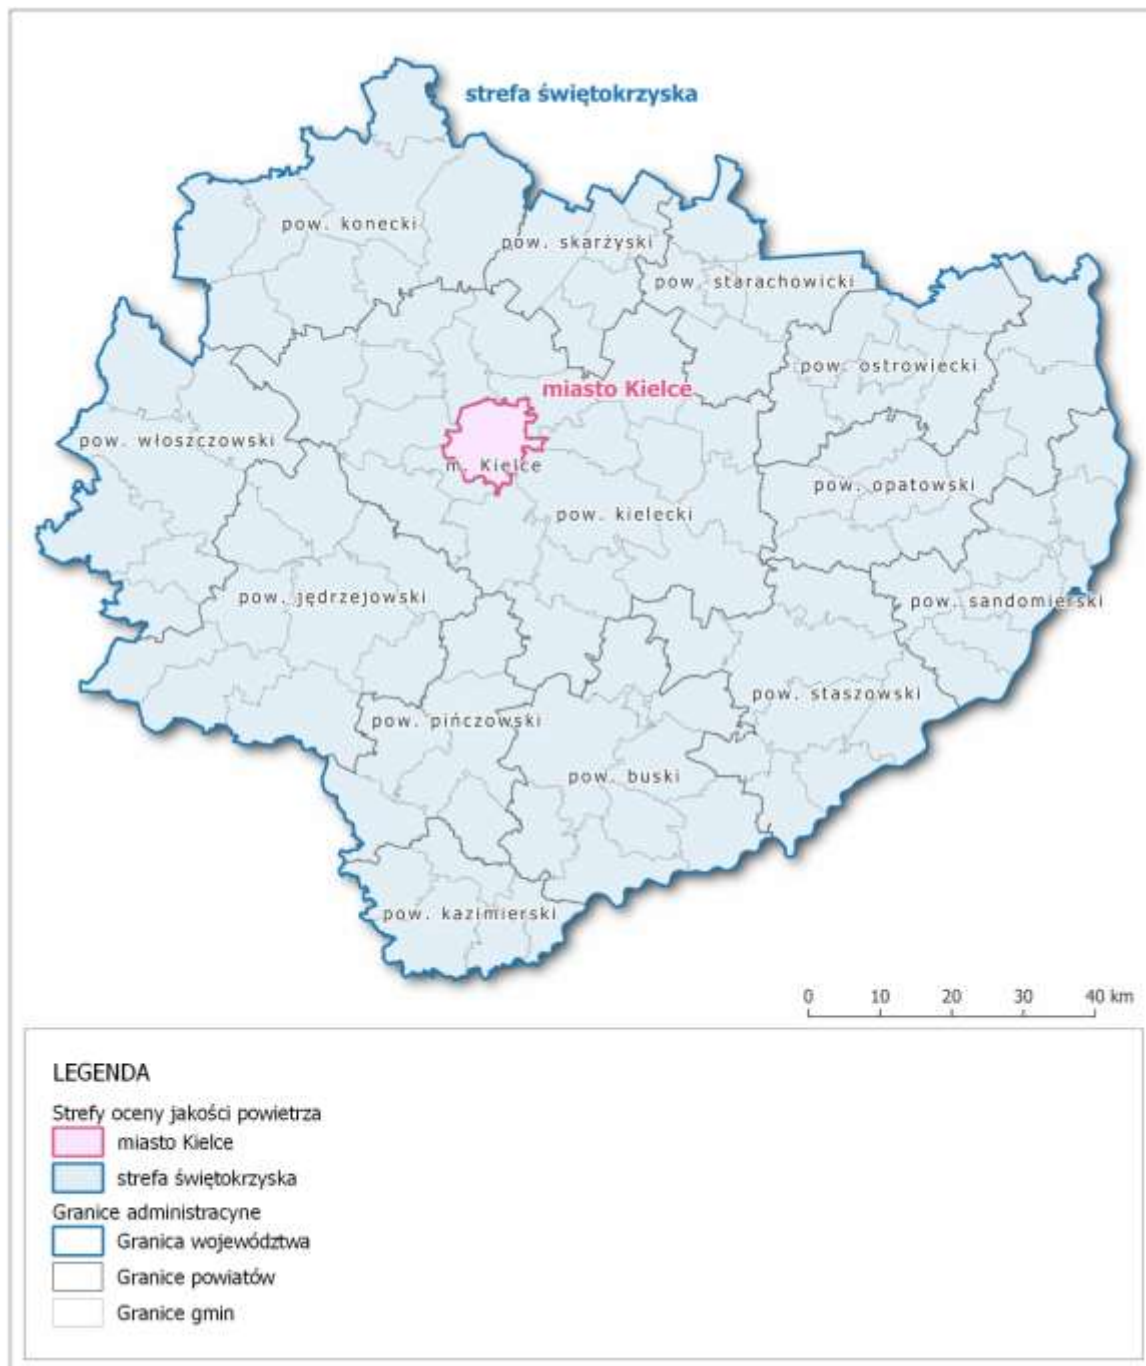 strefa świętokrzyska
pow. konecki
pow. skarżyski
pow. starachowicki
pow. ostrowiecki
miasto Kielce
pow. włoszczowski
m. Kielce
pow. opatowski
pow. kielecki
pow. jędrzejowski
pow. sandomierski
pow. staszowski
pow. pińczowski
pow. buski
pow. kazimierski
0 10 20 30 40 km
LEGENDA
Strefy oceny jakości powietrza
miasto Kielce
strefa świętokrzyska
Granice administracyne
Granica województwa
Granice powiatów
Granice gmin